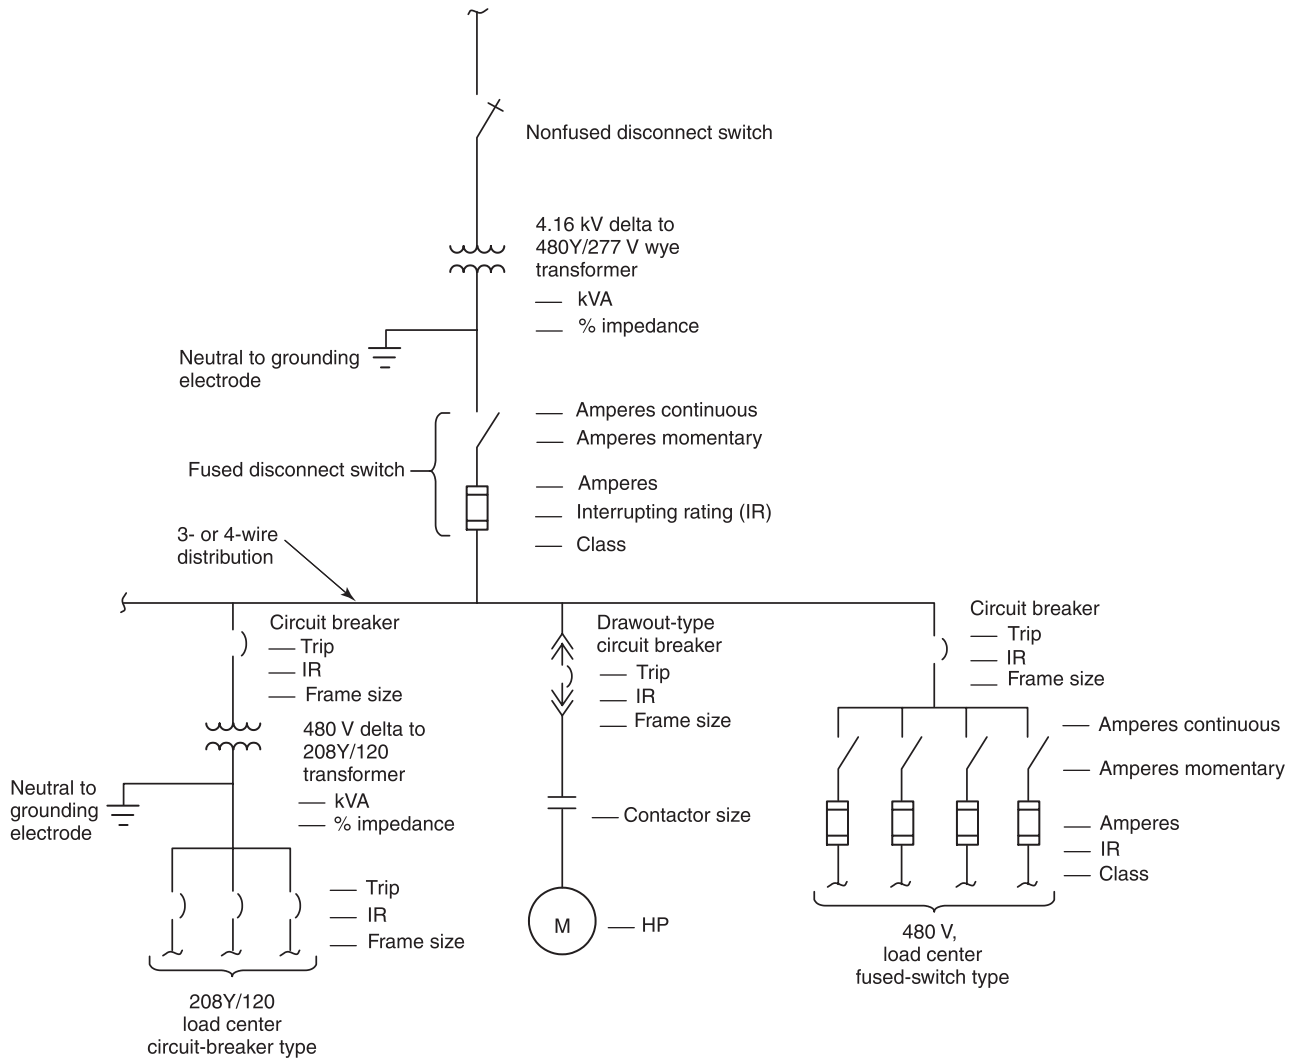 Nonfused disconnect switch
4.16 kV delta to
480Y/277 V wye
transformer
kVA
% impedance
Neutral to grounding
electrode
Amperes continuous
Amperes momentary
Fused disconnect switch
Amperes
Interrupting rating (IR)
Class
3- or 4-wire
distribution
Circuit breaker
Trip
IR
Frame size
480 V delta to
208Y/120
transformer
kVA
% impedance
Neutral to
grounding
electrode
Trip
IR
Frame size
208Y/120
load center
circuit-breaker type
Drawout-type
circuit breaker
Trip
IR
Frame size
Contactor size
M
HP
Circuit breaker
Trip
IR
Frame size
Amperes continuous
Amperes momentary
Amperes
IR
Class
480 V,
load center
fused-switch type